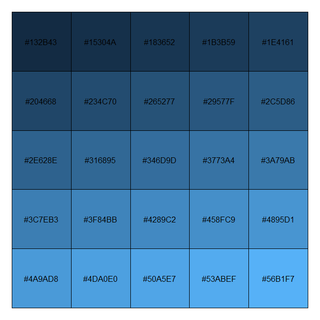 #132B43 #15304A #183652 #1B3B59 #1E4161
#204668 #234C70 #265277 #29577F #2C5D86
#2E628E #316895 #346D9D #3773A4 #3A79AB
#3C7EB3 #3F84BB #4289C2 #458FC9 #4895D1
#4A9AD8 #4DA0E0 #50A5E7 #53ABEF #56B1F7